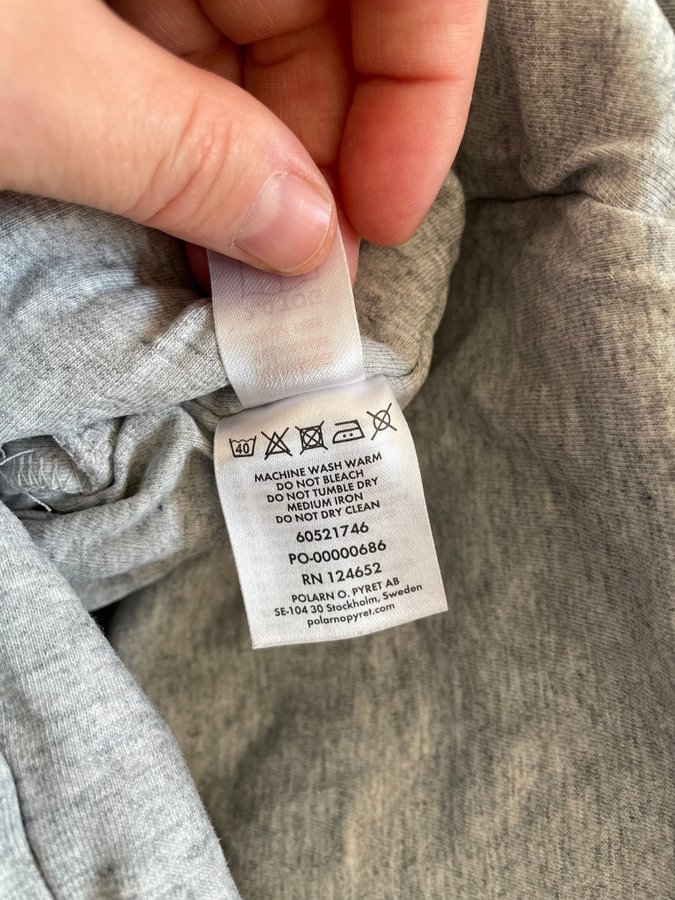 40
MACHINE WASH WARM
DO NOT BLEACH
DO NOT TUMBLE DRY
MEDIUM IRON
DO NOT DRY CLEAN
60521746
PO-00000686
RN 124652
POLARN O. PYRET AB
SE-104 30 Stockholm, Sweden
polarnopyret.com